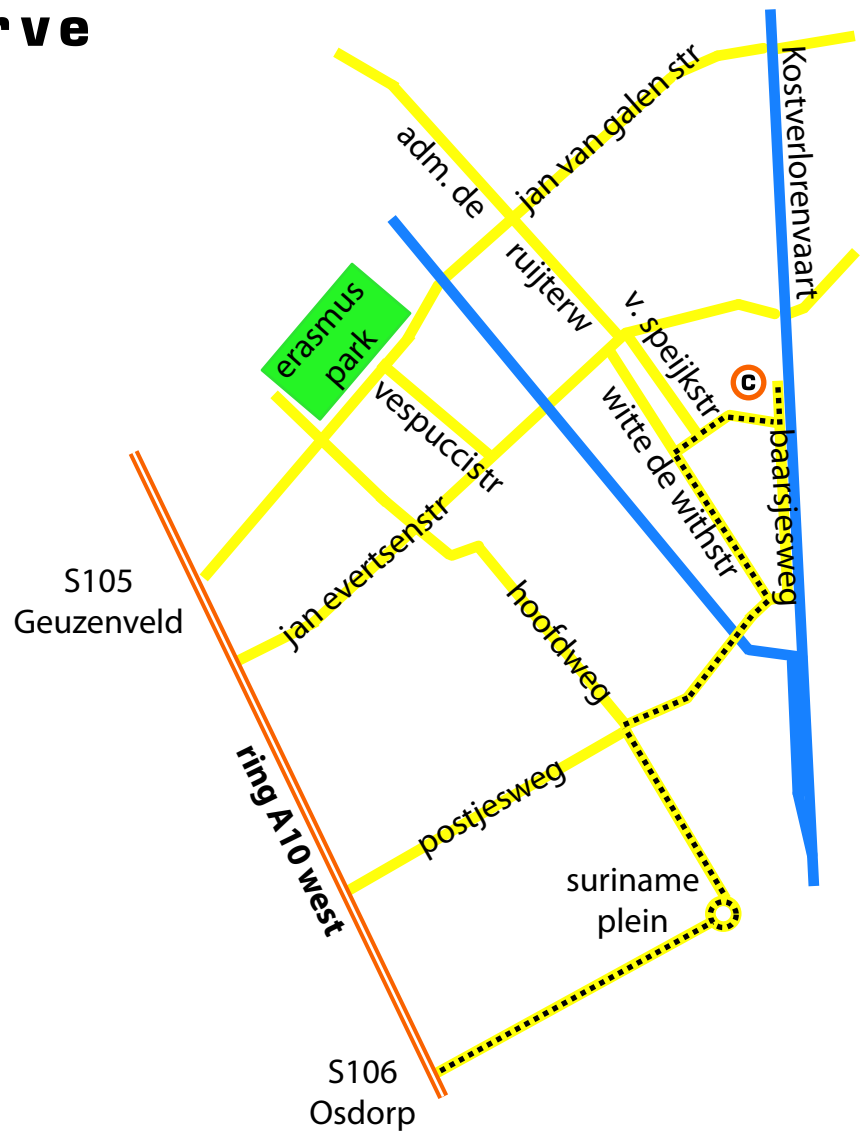 rve
Kostverlorenvaart
jan van galen str
adm. de
ruijterw
v. speijkstr
erasmus
park
C
vespuccistr
witte de withstr
baarsjesweg
jan evertsenstr
S105
Geuzenveld
hoofdweg
ring A10 west
postjesweg
suriname
plein
S106
Osdorp